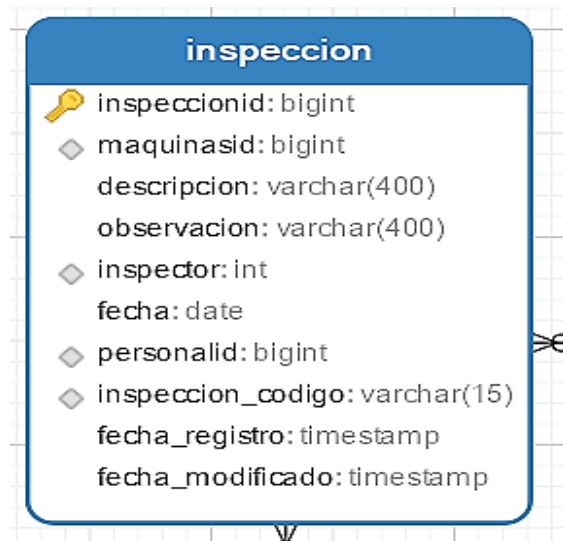 inspeccion
inspeccionid: bigint
maquinasid: bigint
descripcion: varchar(400)
observacion: varchar(400)
inspector: int
fecha: date
personalid: bigint
inspeccion_codigo: varchar(15)
fecha_registro: timestamp
fecha_modificado: timestamp